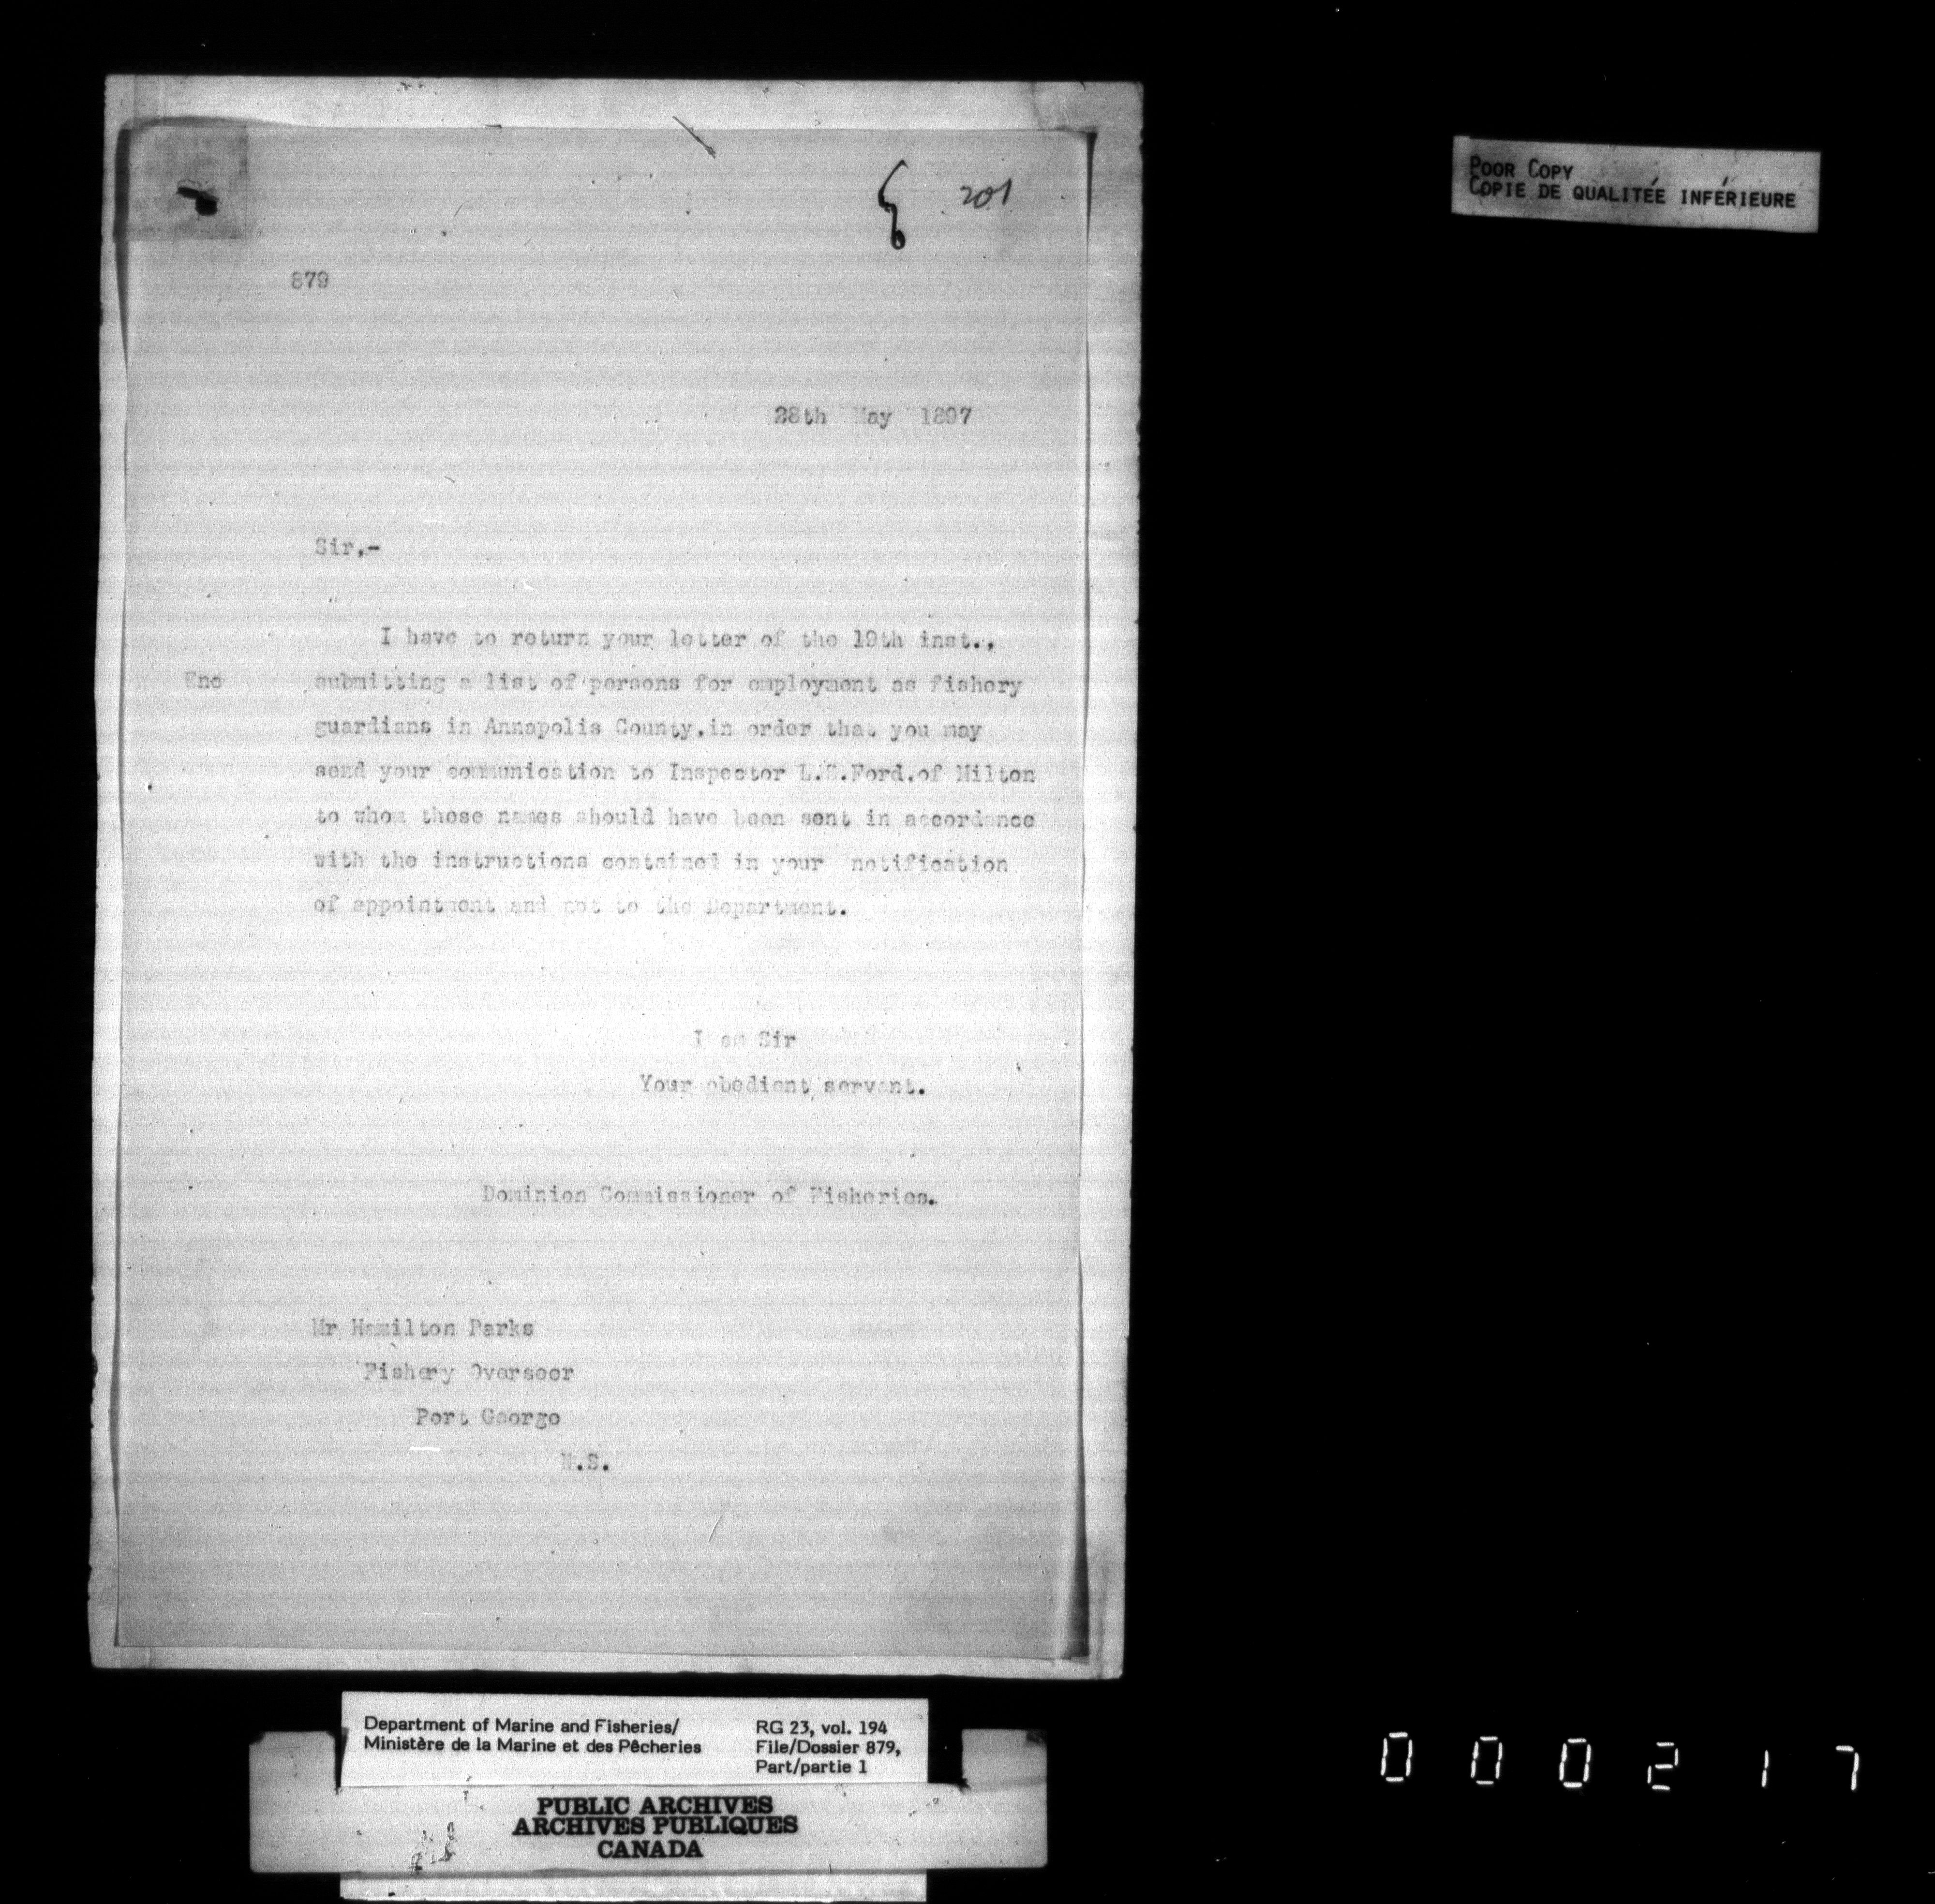 201
879
28th May 1897
Sir,-
I have to return your letter of the 19th inst.,
Enc
submitting a list of persons for employment as fishery
guardians in Annapolis County, in order that you may
send your communication to Inspector L.S.Ford, of Milton
to whom these names should have been sent in accordance
with the instructions contained in your notification
of appointment and not to the Department.
I am Sir
Your obedient servant.
Dominion Commissioner of Fisheries.
Mr Hamilton Parks
Fishery Overseer
Port George
N.S.
POOR COPY
COPIE DE QUALITÉE INFÉRIEURE
Department of Marine and Fisheries/
Ministère de la Marine et des Pêcheries
RG 23, vol. 194
File/Dossier 879,
Part/partie 1
PUBLIC ARCHIVES
ARCHIVES PUBLIQUES
CANADA
000217